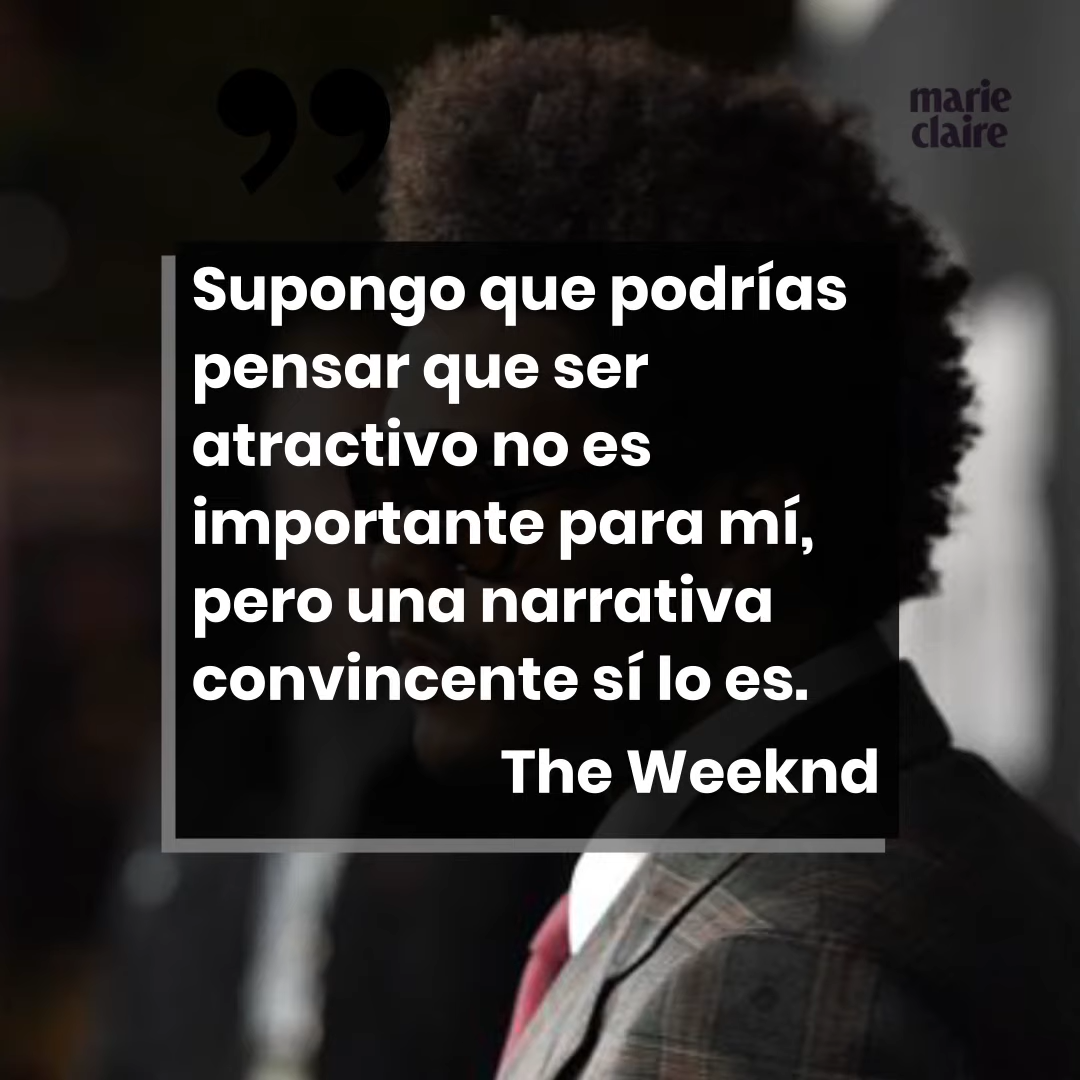 ”
marie
claire
Supongo que podrías
pensar que ser
atractivo no es
importante para mí,
pero una narrativa
convincente sí lo es.
The Weeknd